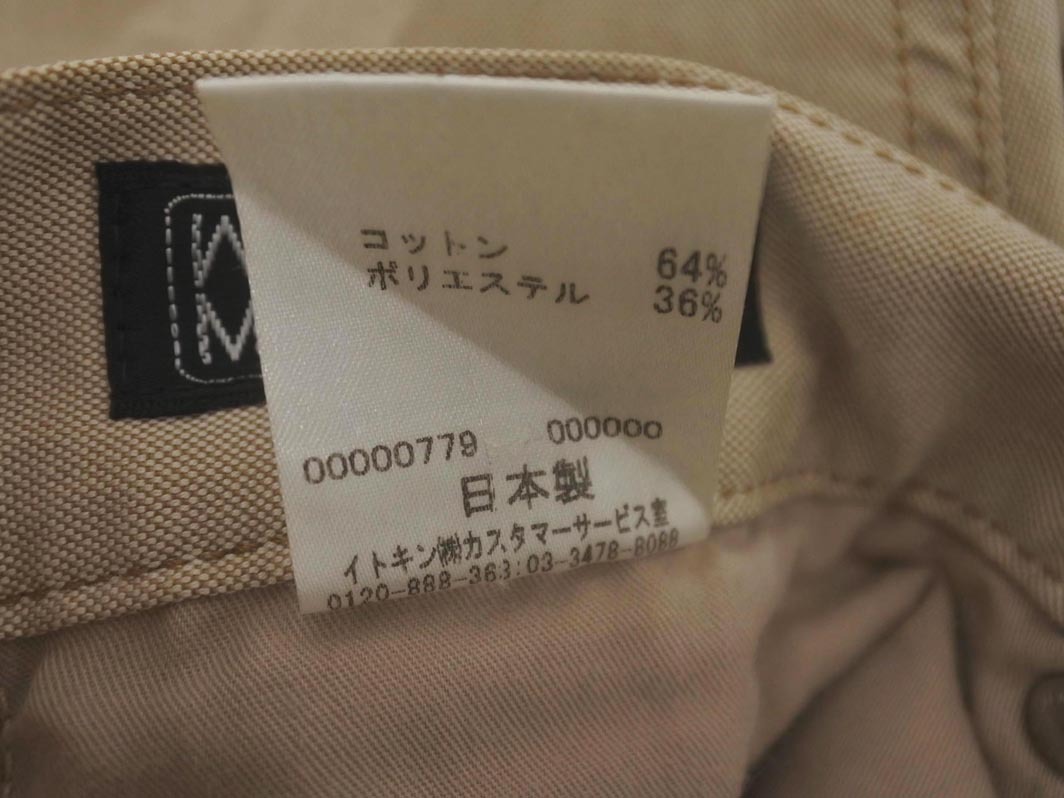 コットン 64%
ポリエステル 36%
00000779 000000
日本製
イトキン㈱カスタマーサービス室
0120-888-363:03-3478-8088